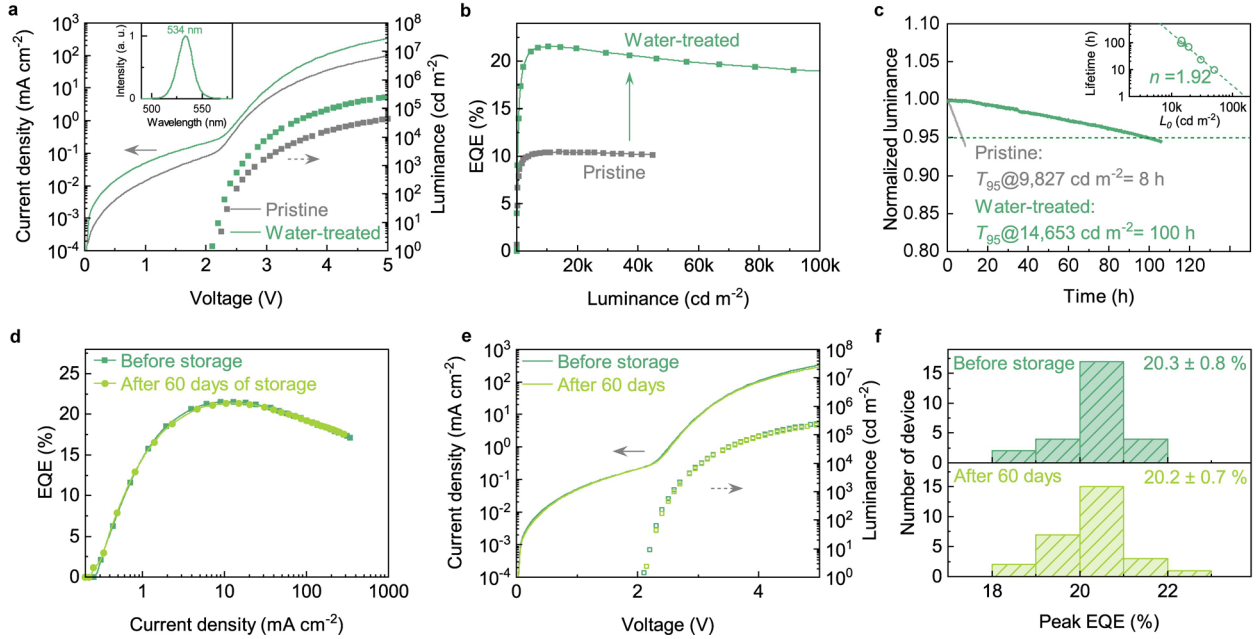 a
10³
10²
10¹
10⁰
10⁻¹
10⁻²
10⁻³
10⁻⁴
Current density (mA cm⁻²)
534 nm
1
0
Intensity (a. u.)
500
550
Wavelength (nm)
Pristine
Water-treated
10⁸
10⁷
10⁶
10⁵
10⁴
10³
10²
10¹
10⁰
Luminance (cd m⁻²)
0
1
2
3
4
5
Voltage (V)
b
20
15
10
5
0
EQE (%)
Water-treated
Pristine
20k
40k
60k
80k
100k
Luminance (cd m⁻²)
c
1.10
1.05
1.00
0.95
0.90
0.85
0.80
Normalized luminance
Lifetime (h)
100
10
1
n = 1.92
10k
100k
L₀ (cd m⁻²)
Pristine:
T₉₅@9,827 cd m⁻²= 8 h
Water-treated:
T₉₅@14,653 cd m⁻²= 100 h
0
20
40
60
80
100
120
Time (h)
d
Before storage
After 60 days of storage
25
20
15
10
5
0
EQE (%)
1
10
100
1000
Current density (mA cm⁻²)
e
Before storage
After 60 days
10³
10²
10¹
10⁰
10⁻¹
10⁻²
10⁻³
10⁻⁴
Current density (mA cm⁻²)
10⁸
10⁷
10⁶
10⁵
10⁴
10³
10²
10¹
10⁰
Luminance (cd m⁻²)
0
2
4
Voltage (V)
f
Before storage
20.3 ± 0.8 %
15
10
5
0
After 60 days
20.2 ± 0.7 %
15
10
5
0
Number of device
18
20
22
Peak EQE (%)